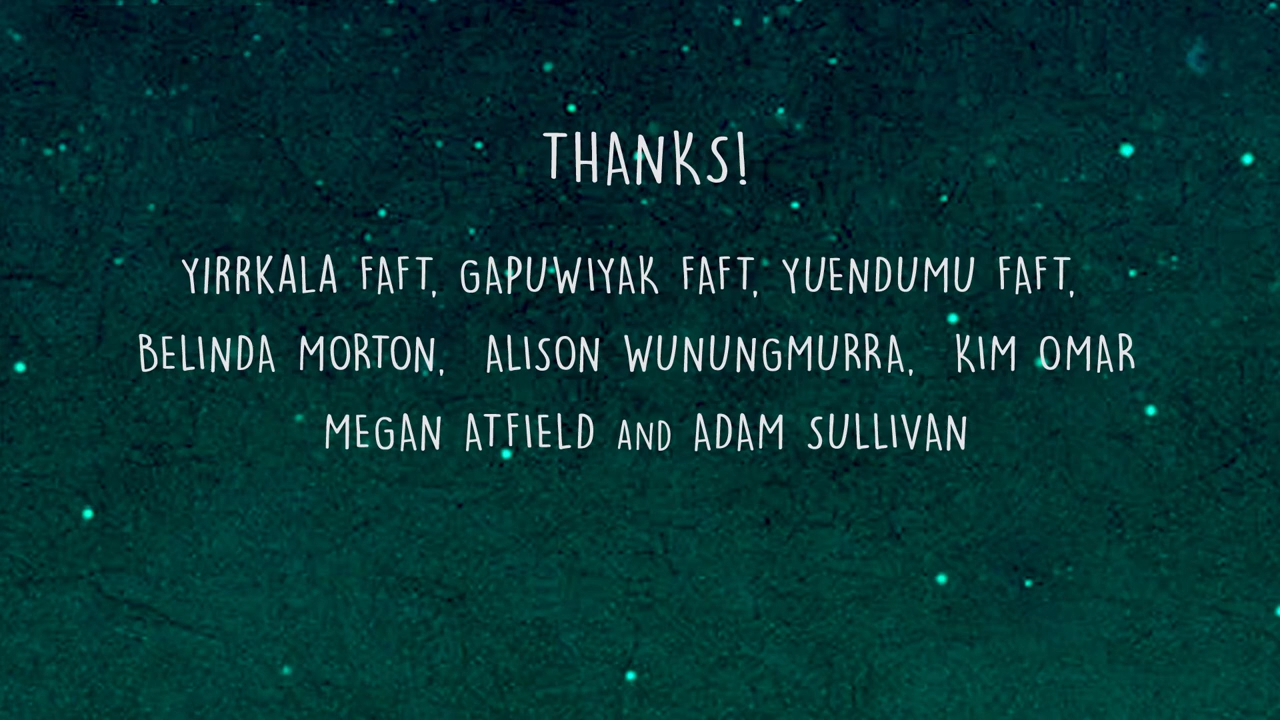 THANKS!
YIRRKALA FAFT, GAPUWIYAK FAFT, YUENDUMU FAFT,
BELINDA MORTON, ALISON WUNUNGMURRA, KIM OMAR
MEGAN ATFIELD AND ADAM SULLIVAN